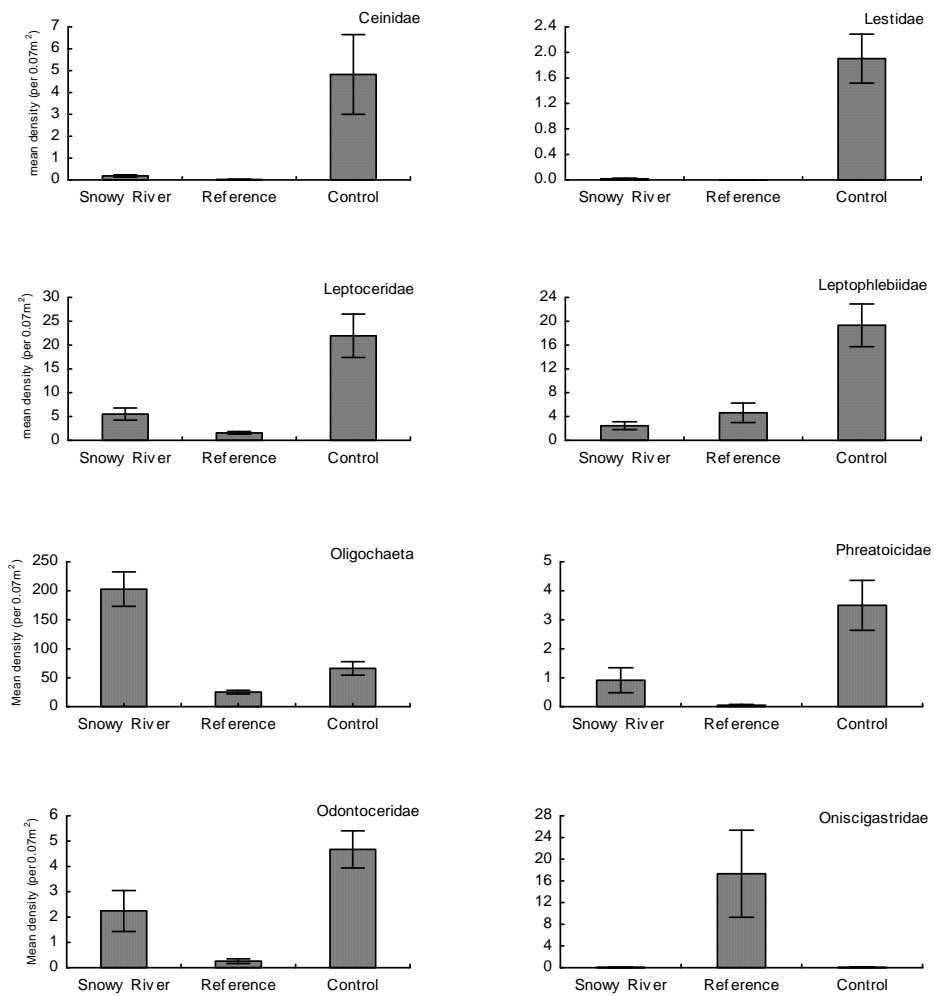 Ceinidae
mean density (per 0.07m²)
7
6
5
4
3
2
1
0
Snowy River Reference Control
Lestidae
2.4
2.0
1.6
1.2
0.8
0.4
0.0
Snowy River Reference Control
Leptoceridae
mean density (per 0.07m²)
30
25
20
15
10
5
0
Snowy River Reference Control
Leptophlebiidae
24
20
16
12
8
4
0
Snowy River Reference Control
Oligochaeta
Mean density (per 0.07m²)
250
200
150
100
50
0
Snowy River Reference Control
Phreatoicidae
5
4
3
2
1
0
Snowy River Reference Control
Odontoceridae
Mean density (per 0.07m²)
6
5
4
3
2
1
0
Snowy River Reference Control
Oniscigastridae
28
24
20
16
12
8
4
0
Snowy River Reference Control